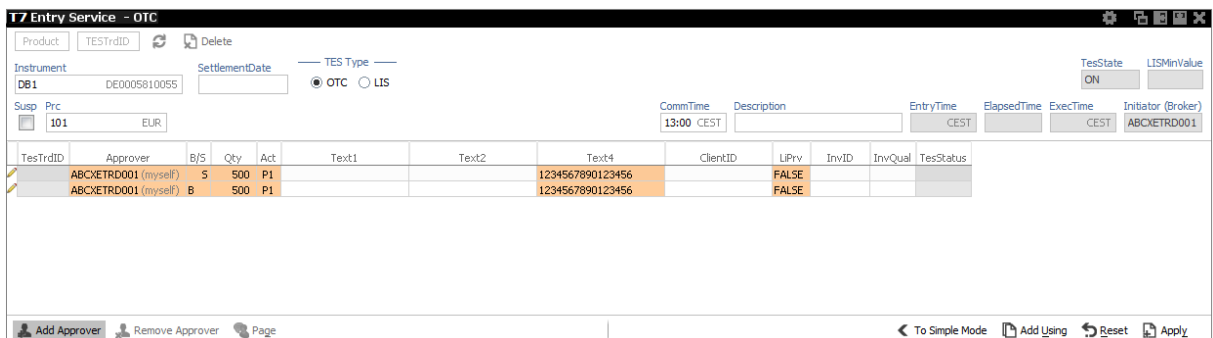 T7 Entry Service - OTC
Product TESTrdID Delete
Instrument SettlementDate TES Type TesState LISMinValue
DB1 DE0005810055 OTC LIS ON
Susp Prc CommTime Description EntryTime ElapsedTime ExecTime Initiator (Broker)
101 EUR 13:00 CEST CEST CEST ABCXETRD001
TesTrdID Approver B/S Qty Act Text1 Text2 Text4 ClientID LiPrv InvID InvQual TesStatus
ABCXETRD001 (myself) S 500 P1 1234567890123456 FALSE
ABCXETRD001 (myself) B 500 P1 1234567890123456 FALSE
Add Approver Remove Approver Page To Simple Mode Add Using Reset Apply